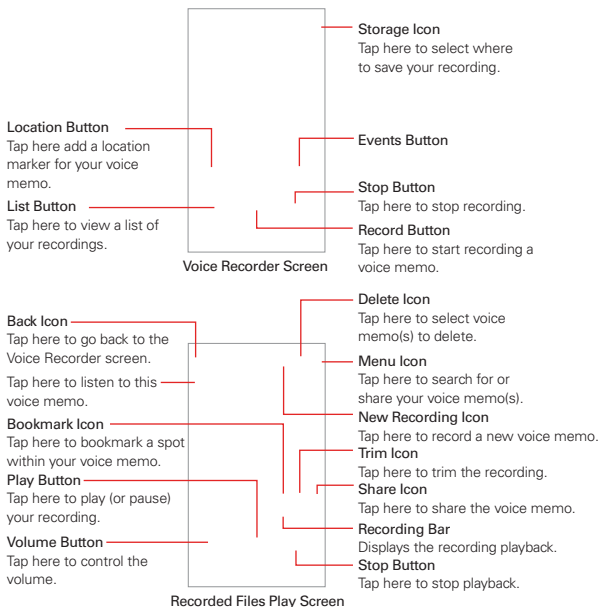 Storage Icon
Tap here to select where
to save your recording.
Location Button
Tap here add a location
marker for your voice
memo.
List Button
Tap here to view a list of
your recordings.
Events Button
Stop Button
Tap here to stop recording.
Record Button
Tap here to start recording a
voice memo.
Voice Recorder Screen
Back Icon
Tap here to go back to the
Voice Recorder screen.
Tap here to listen to this
voice memo.
Bookmark Icon
Tap here to bookmark a spot
within your voice memo.
Play Button
Tap here to play (or pause)
your recording.
Volume Button
Tap here to control the
volume.
Delete Icon
Tap here to select voice
memo(s) to delete.
Menu Icon
Tap here to search for or
share your voice memo(s).
New Recording Icon
Tap here to record a new voice memo.
Trim Icon
Tap here to trim the recording.
Share Icon
Tap here to share the voice memo.
Recording Bar
Displays the recording playback.
Stop Button
Tap here to stop playback.
Recorded Files Play Screen